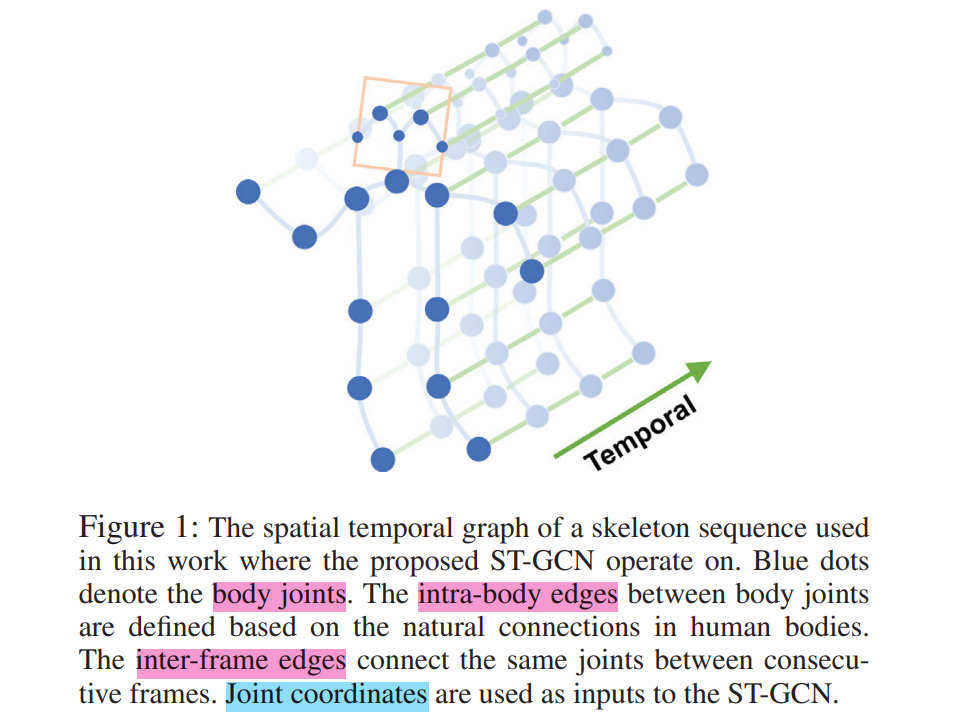 Temporal
Figure 1: The spatial temporal graph of a skeleton sequence used
in this work where the proposed ST-GCN operate on. Blue dots
denote the body joints. The intra-body edges between body joints
are defined based on the natural connections in human bodies.
The inter-frame edges connect the same joints between consecu-
tive frames. Joint coordinates are used as inputs to the ST-GCN.